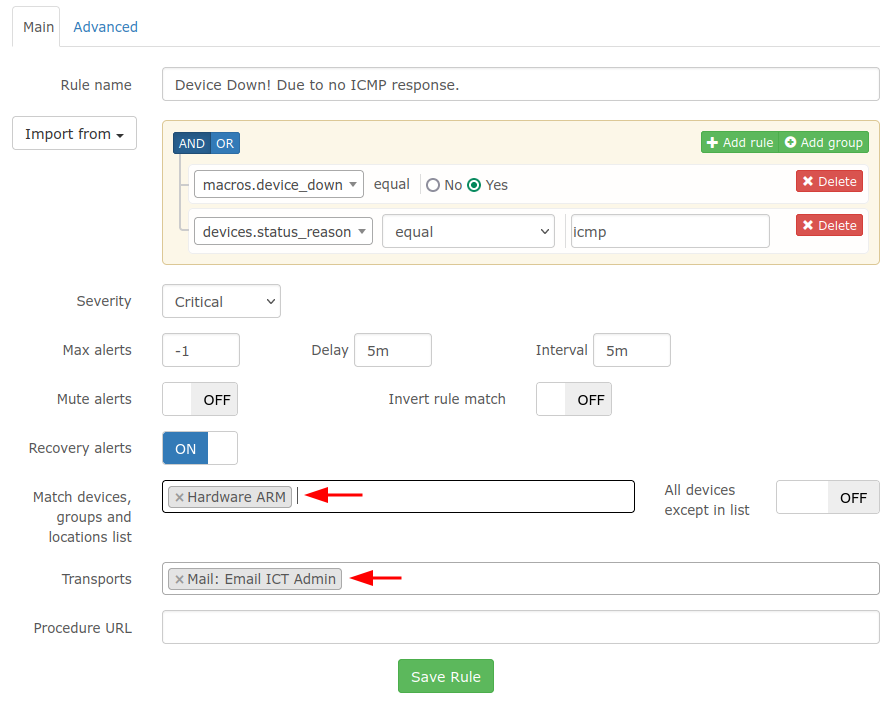 Main Advanced
Rule name Device Down! Due to no ICMP response.
Import from
AND OR Add rule Add group
macros.device_down equal No Yes Delete
devices.status_reason equal icmp Delete
Severity Critical
Max alerts -1 Delay 5m Interval 5m
Mute alerts OFF Invert rule match OFF
Recovery alerts ON
Match devices,
groups and
locations list
× Hardware ARM
All devices
except in list
OFF
Transports × Mail: Email ICT Admin
Procedure URL
Save Rule